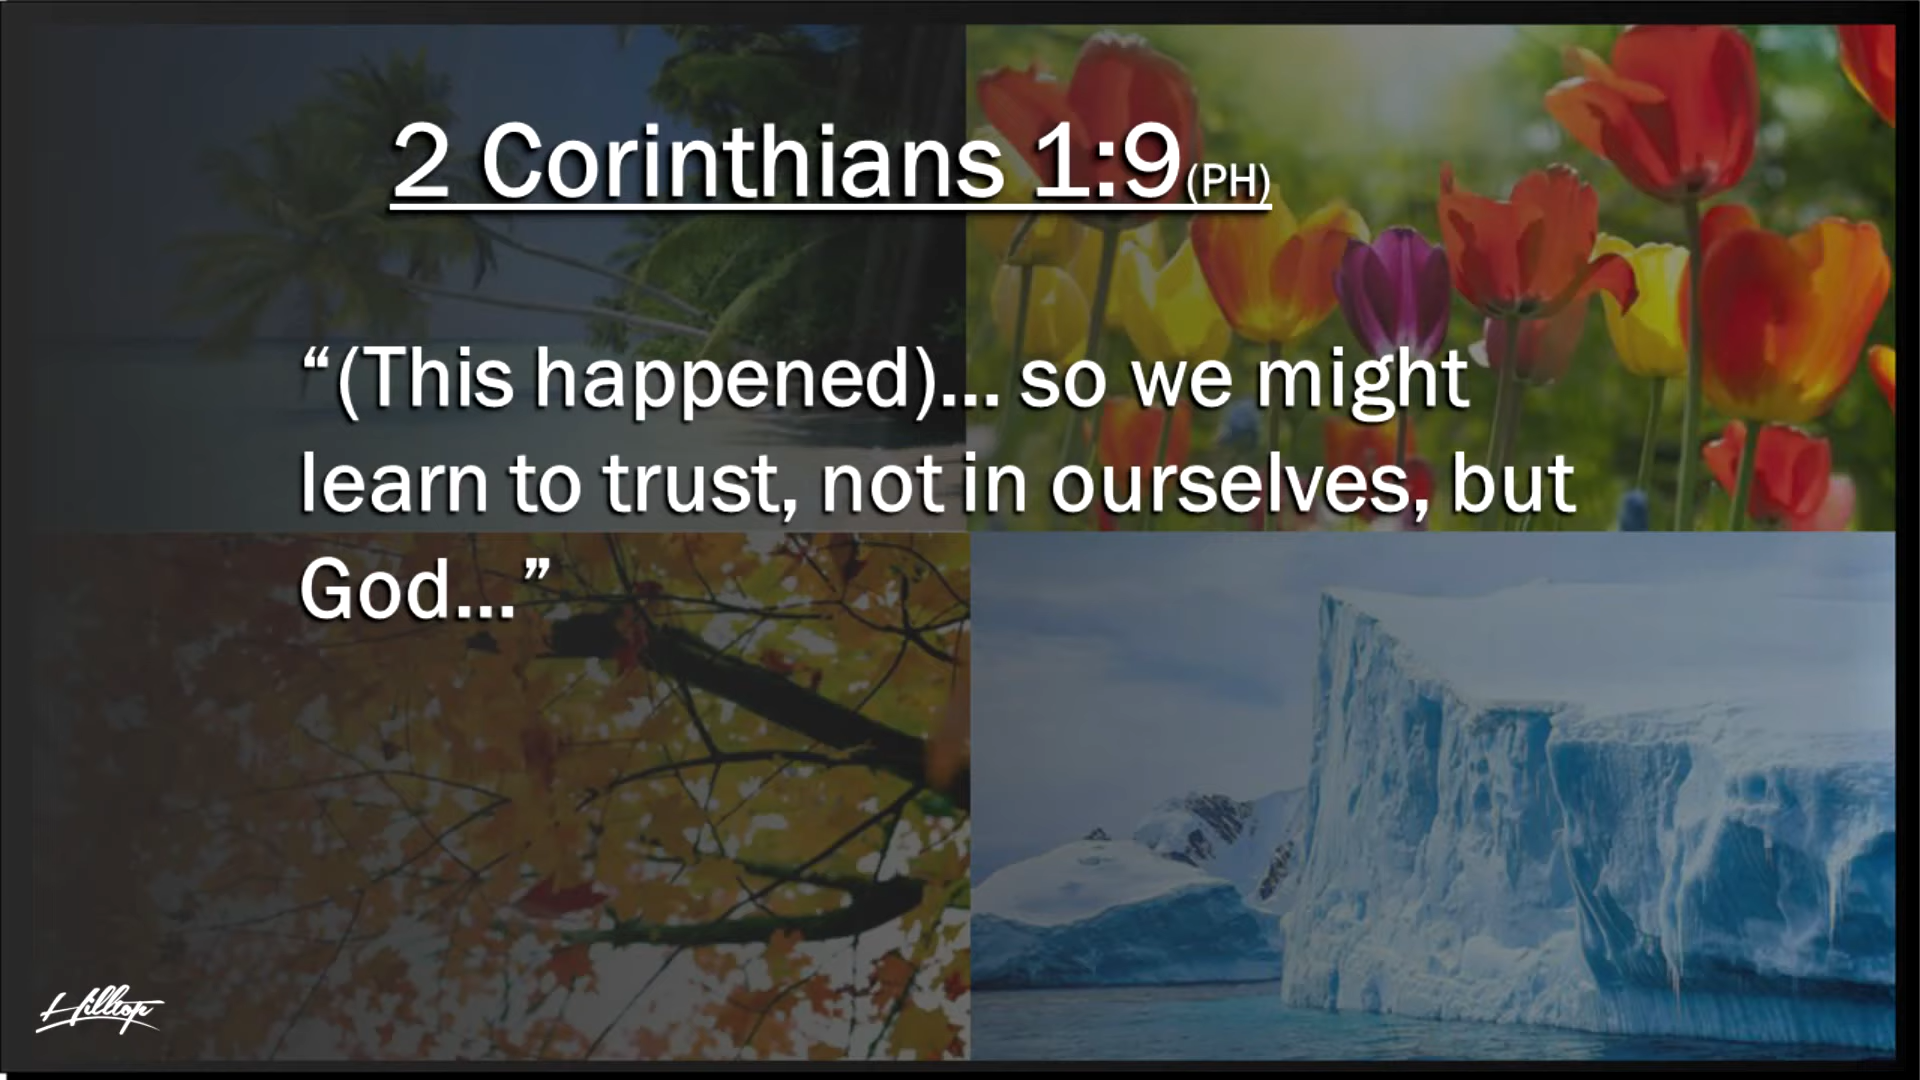 2 Corinthians 1:9(PH)
“(This happened)... so we might
learn to trust, not in ourselves, but
God...”
Hilltop